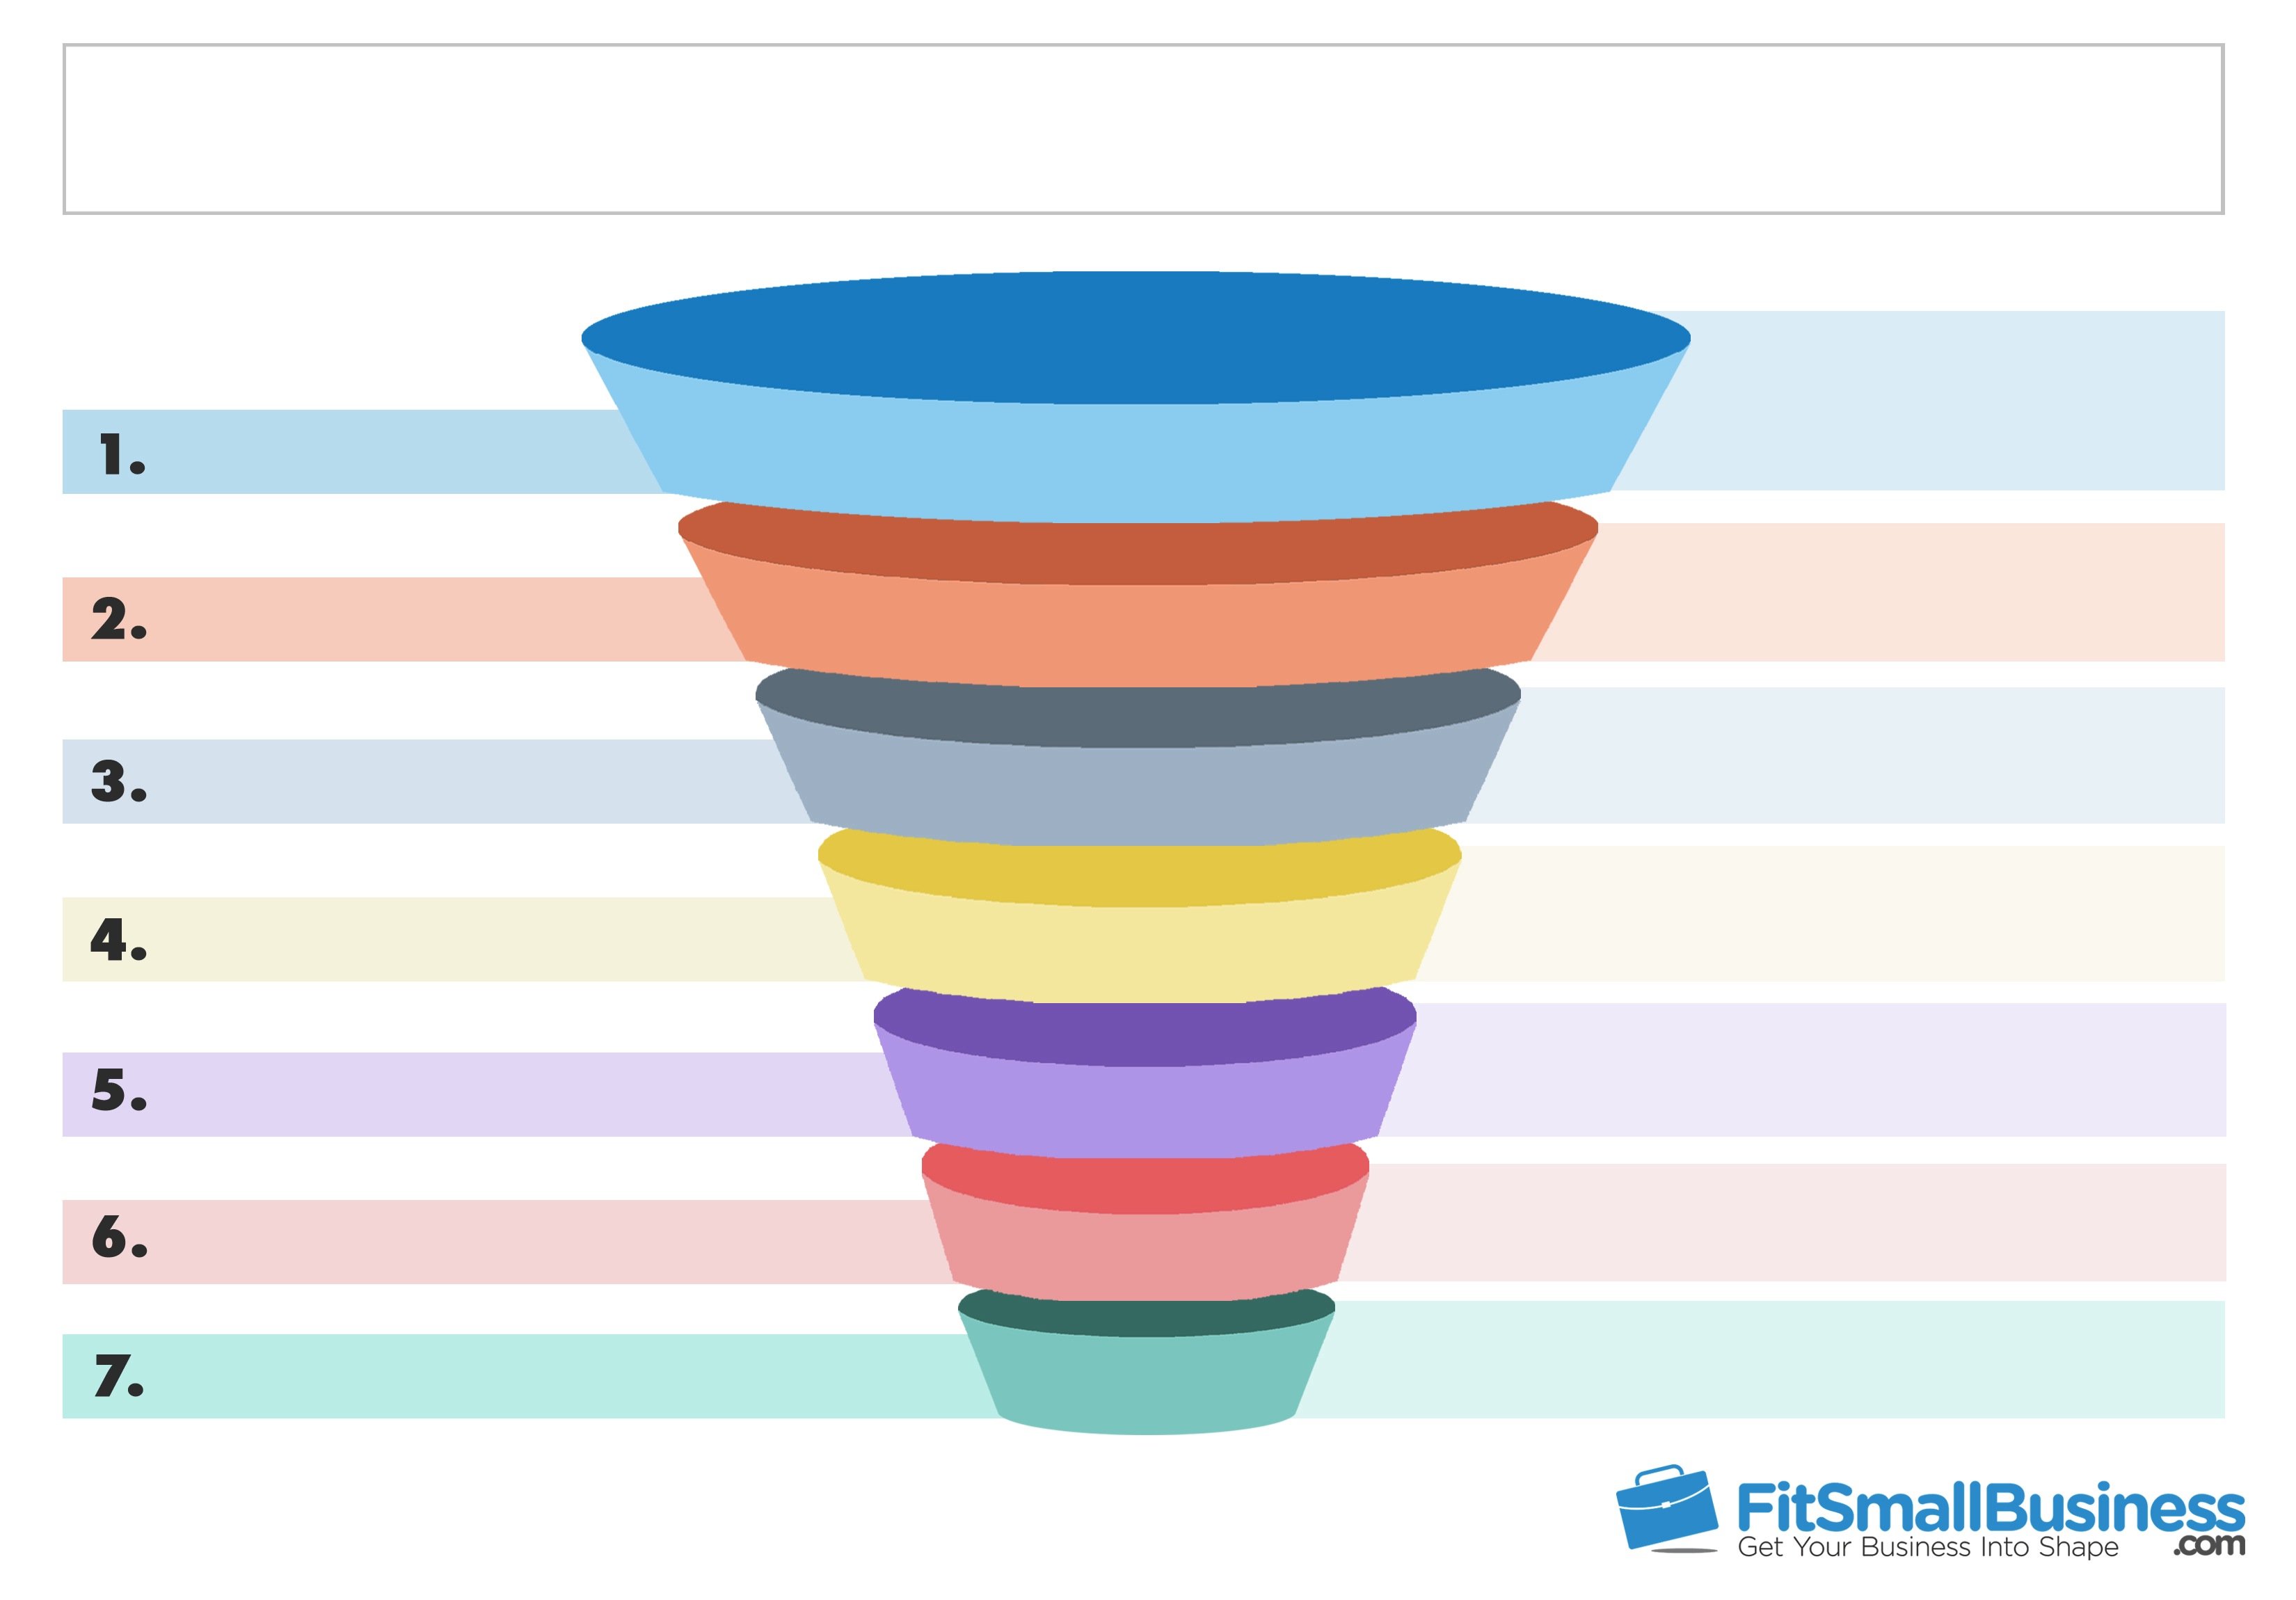 1.
2.
3.
4.
5.
6.
7.
FitSmallBusiness
Get Your Business Into Shape
.com